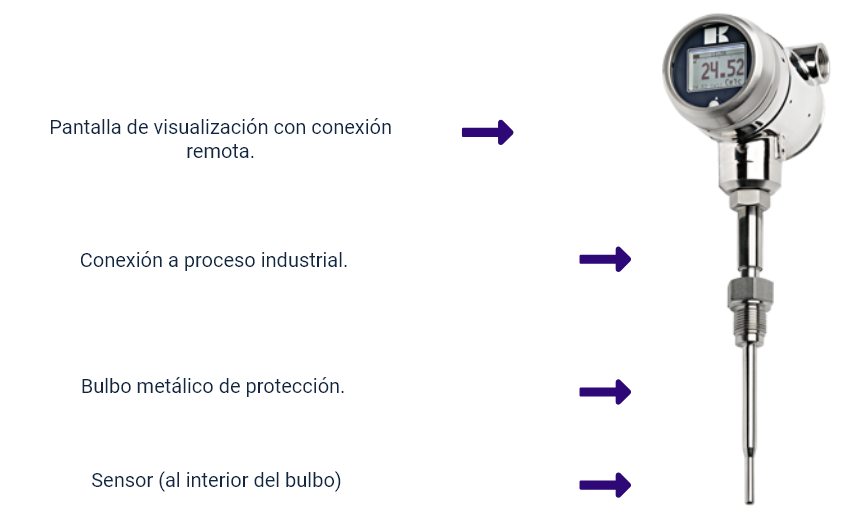 24.52
Pantalla de visualización con conexión
remota.
Conexión a proceso industrial.
Bulbo metálico de protección.
Sensor (al interior del bulbo)